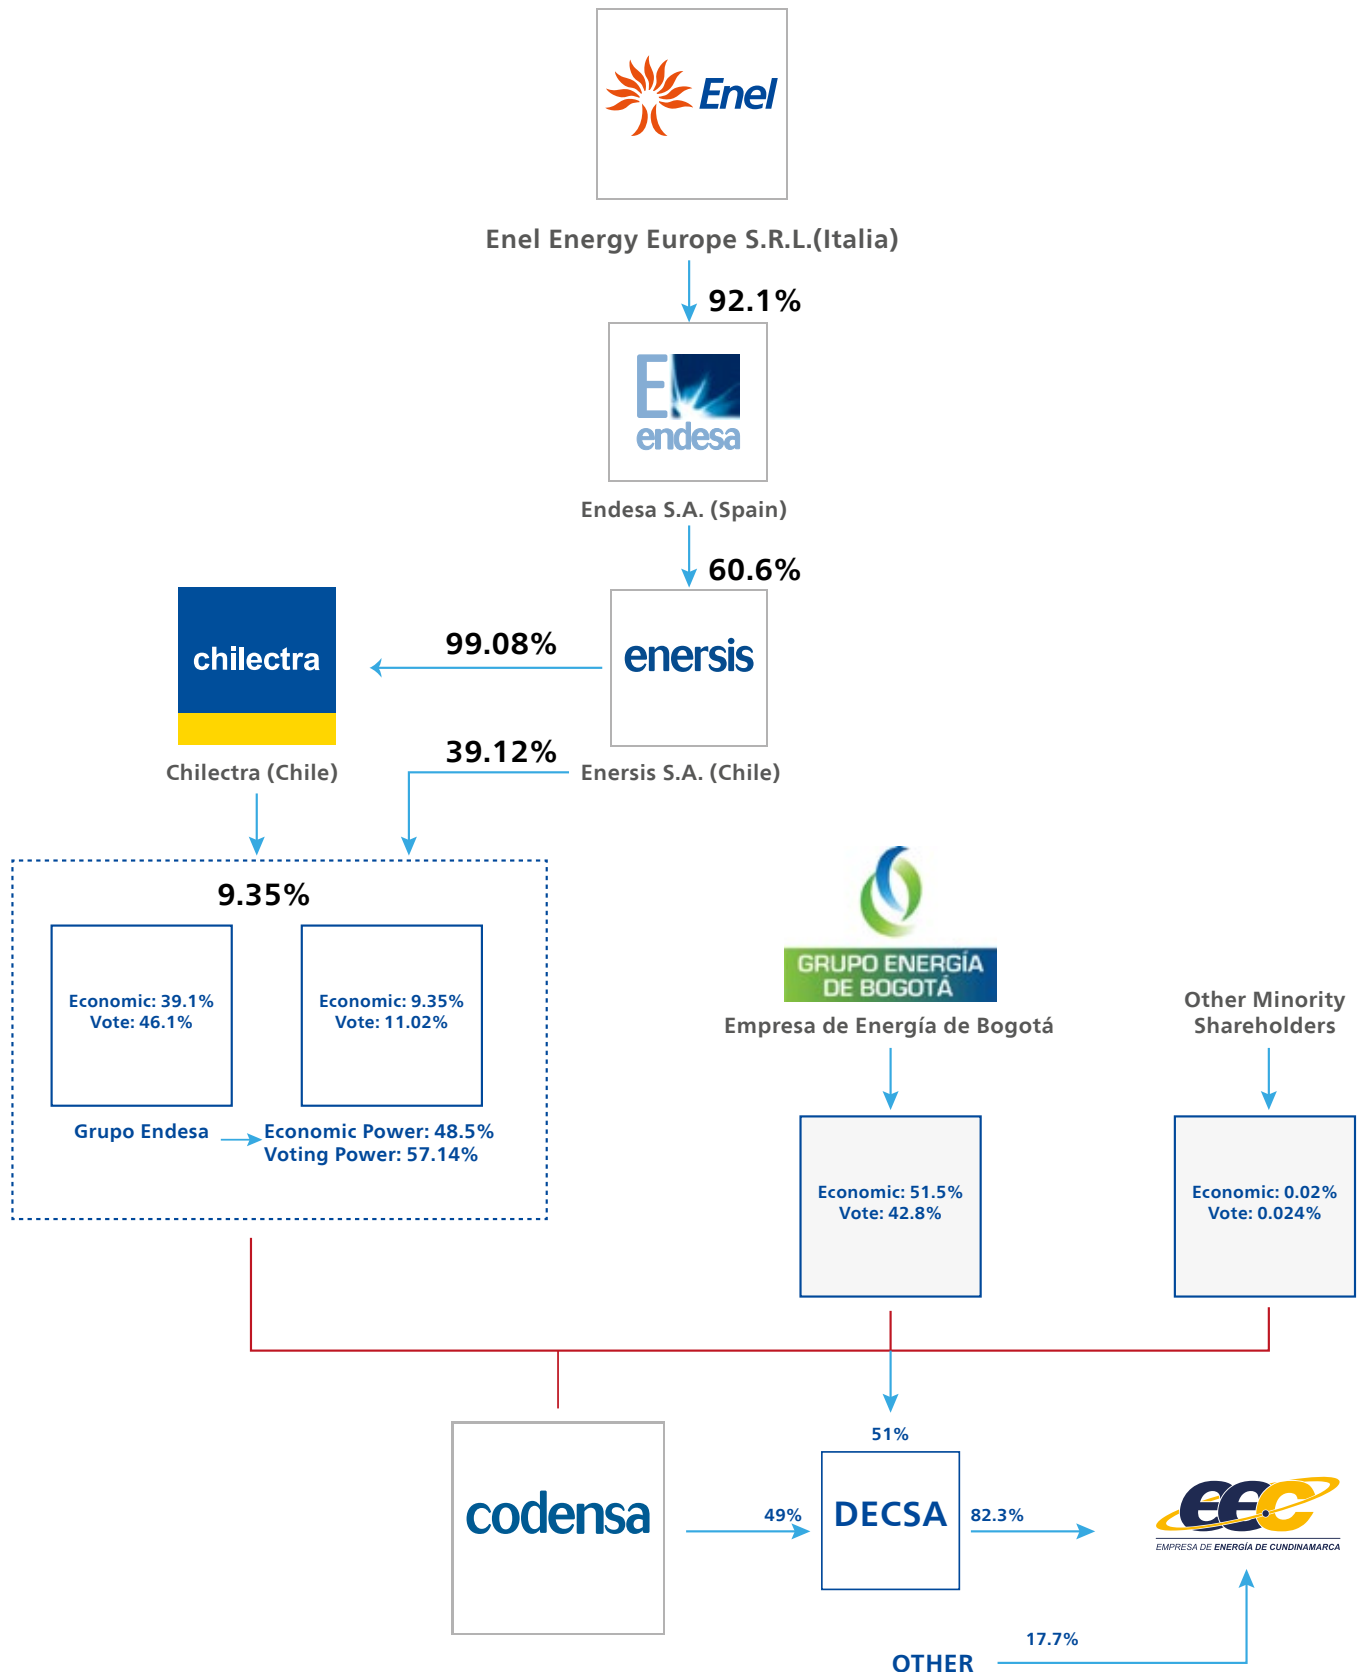 Enel
Enel Energy Europe S.R.L.(Italia)
92.1%
E
endesa
Endesa S.A. (Spain)
60.6%
chilectra
99.08%
enersis
39.12%
Chilectra (Chile)
Enersis S.A. (Chile)
9.35%
Economic: 39.1%
Vote: 46.1%
Economic: 9.35%
Vote: 11.02%
Grupo Endesa
Economic Power: 48.5%
Voting Power: 57.14%
GRUPO ENERGÍA
DE BOGOTÁ
Empresa de Energía de Bogotá
Other Minority
Shareholders
Economic: 51.5%
Vote: 42.8%
Economic: 0.02%
Vote: 0.024%
51%
codensa
49%
DECSA
82.3%
eec
EMPRESA DE ENERGÍA DE CUNDINAMARCA
17.7%
OTHER